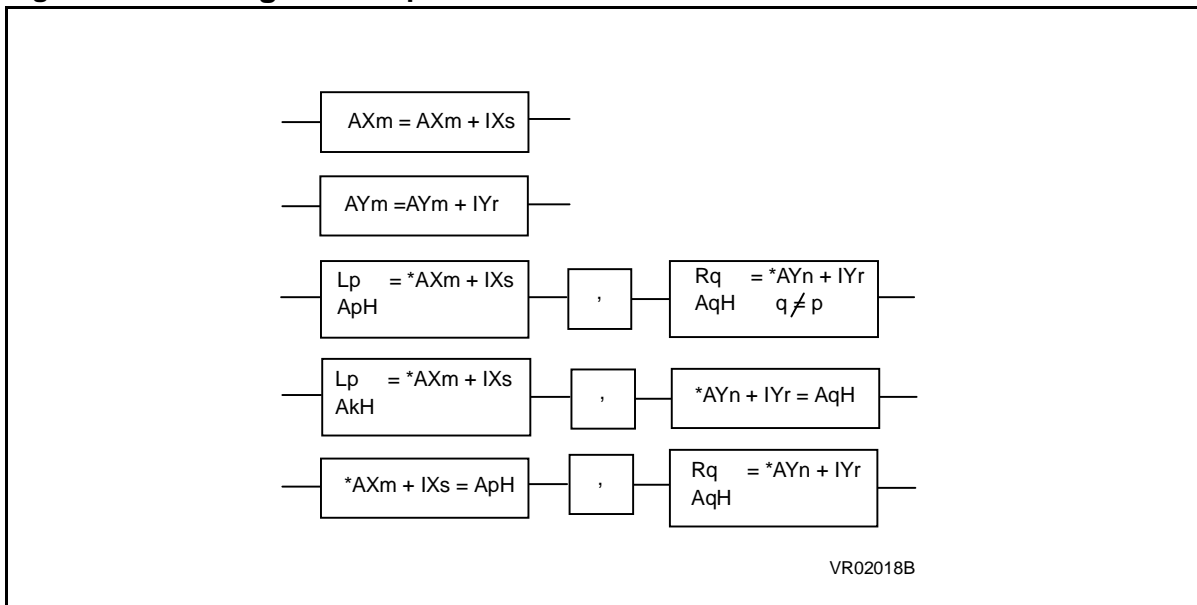 AXm = AXm + IXs
AYm =AYm + IYr
Lp = *AXm + IXs , Rq = *AYn + IYr
ApH AqH q ≠ p
Lp = *AXm + IXs , *AYn + IYr = AqH
AkH
*AXm + IXs = ApH , Rq = *AYn + IYr
AqH
VR02018B